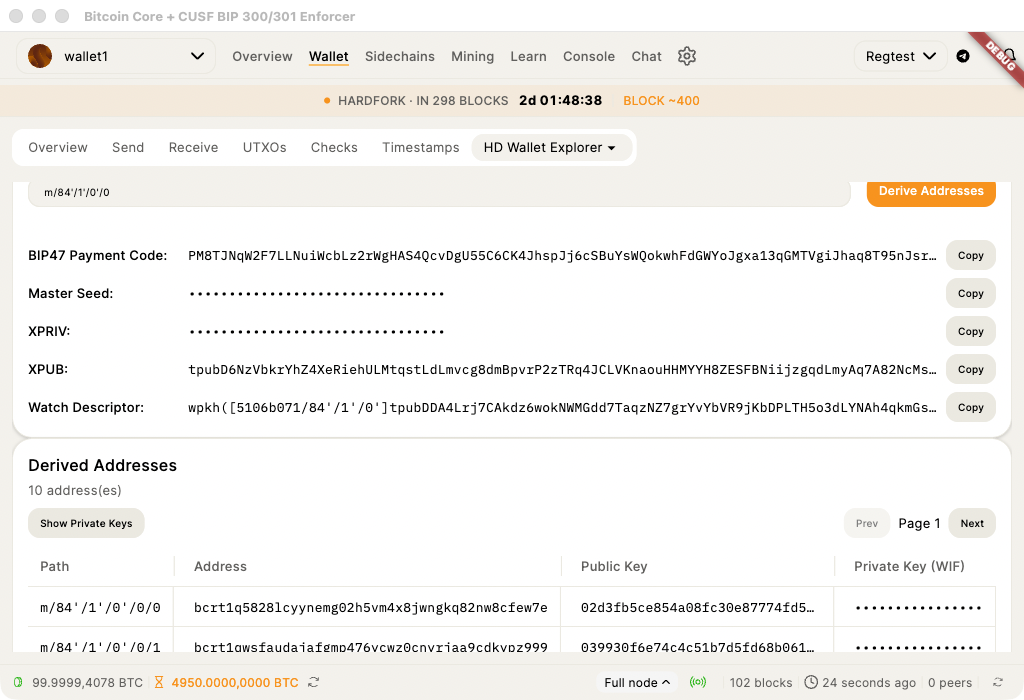 Bitcoin Core + CUSF BIP 300/301 Enforcer
wallet1 Overview Wallet Sidechains Mining Learn Console Chat Regtest DEBUG
HARDFORK · IN 298 BLOCKS 2d 01:48:38 BLOCK ~400
Overview Send Receive UTXOs Checks Timestamps HD Wallet Explorer
m/84'/1'/0'/0 Derive Addresses
BIP47 Payment Code: PM8TJNqW2F7LLNuiWcbLz2rWgHAS4QcvDgU55C6CK4JhspJj6cSBuYsWQokwhFdGWYoJgxa13qGMTVgiJhaq8T95nJsr… Copy
Master Seed: •••••••••••••••••••••••••••••••• Copy
XPRIV: •••••••••••••••••••••••••••••••• Copy
XPUB: tpubD6NzVbkrYhZ4XeRiehULMtqstLdLmvcg8dmBpvrP2zTRq4JCLVKnaouHHMYYH8ZESFBNiijzgqdLmyAq7A82NcMs… Copy
Watch Descriptor: wpkh([5106b071/84'/1'/0']tpubDDA4Lrj7CAkdz6wokNWMGdd7TaqzNZ7grYvYbVR9jKbDPLTH5o3dLYNAh4qkmGs… Copy
Derived Addresses
10 address(es)
Show Private Keys Prev Page 1 Next
Path Address Public Key Private Key (WIF)
m/84'/1'/0'/0/0 bcrt1q5828lcyynemg02h5vm4x8jwngkq82nw8cfew7e 02d3fb5ce854a08fc30e87774fd5… ••••••••••••••••
m/84'/1'/0'/0/1 bcrt1qwsfaudajafgmp476vcwz0cnvrjaa9cdkvpz999 039930f6e74c4c51b7d5fd68b061… ••••••••••••••••
99.9999,4078 BTC 4950.0000,0000 BTC Full node 102 blocks 24 seconds ago 0 peers